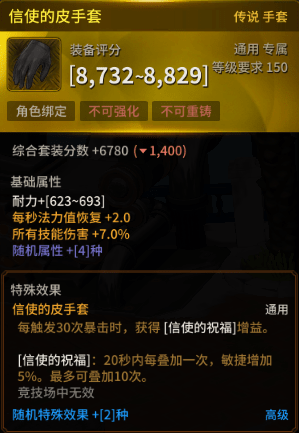 信使的皮手套 传说 手套
装备评分 通用 专属
[8,732~8,829] 等级要求 150
角色绑定 不可强化 不可重铸
综合套装分数 +6780 (▼1,400)
基础属性
耐力+[623~693]
每秒法力值恢复 +2.0
所有技能伤害 +7.0%
随机属性 +[4]种
特殊效果
信使的皮手套 通用
每触发30次暴击时，获得 [信使的祝福]增益。
[信使的祝福]：20秒内每叠加一次，敏捷增加
5%。最多可叠加10次。
竞技场中无效
随机特殊效果 +[2]种 高级